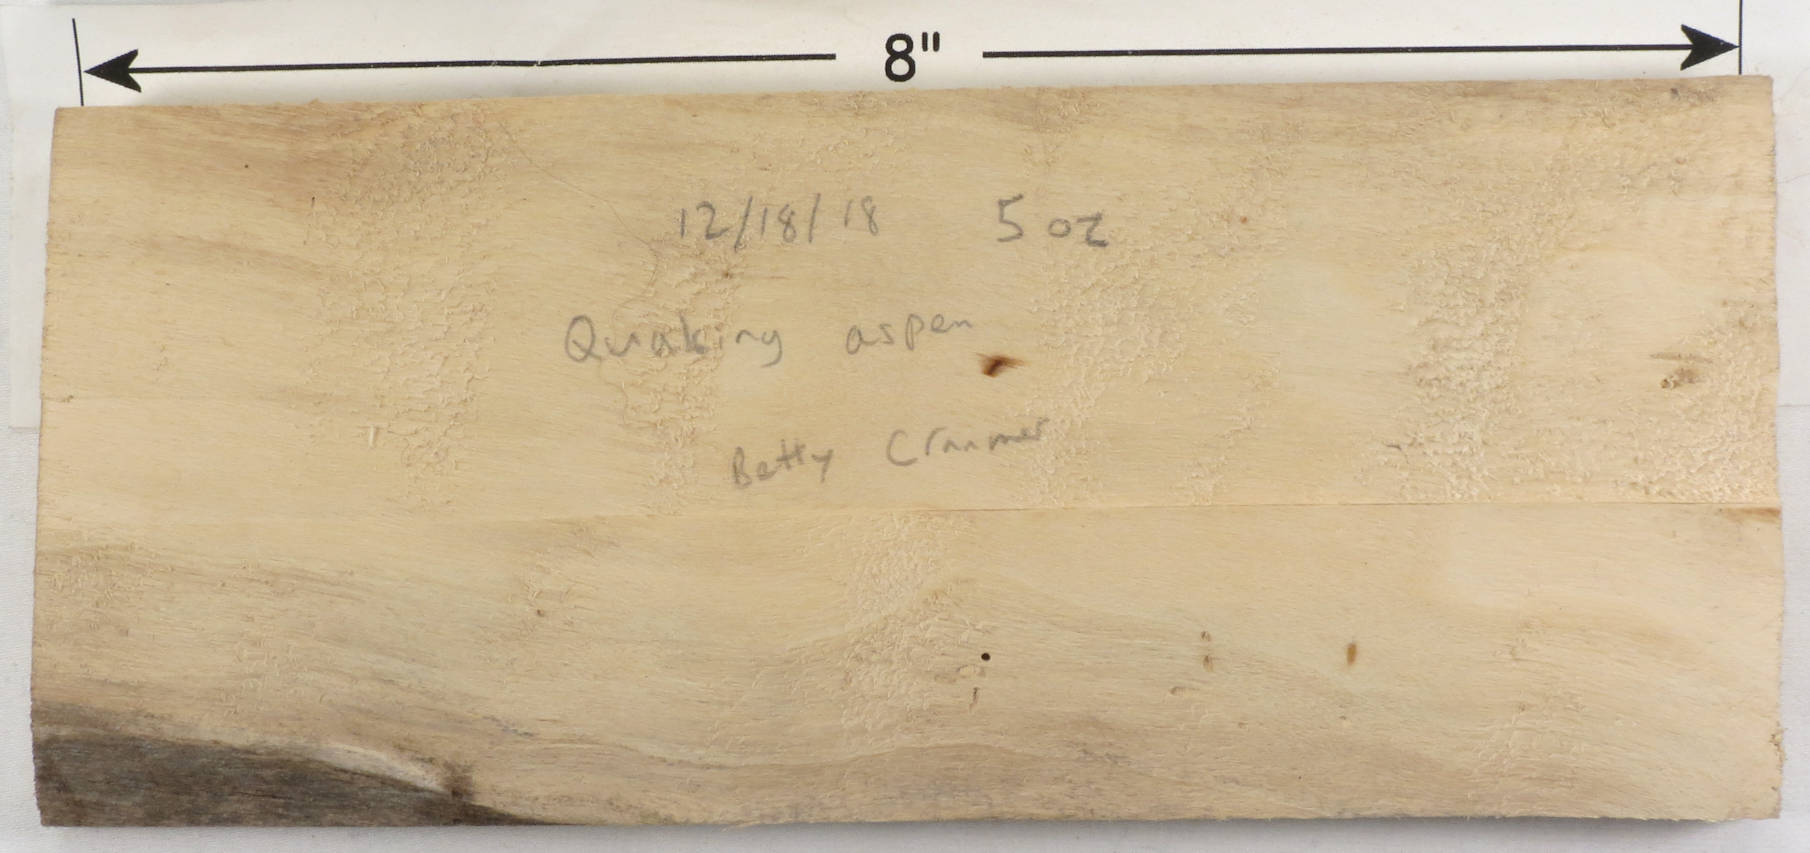 8"
12/18/18 5 oz
Quaking aspen
Betty Cranmer